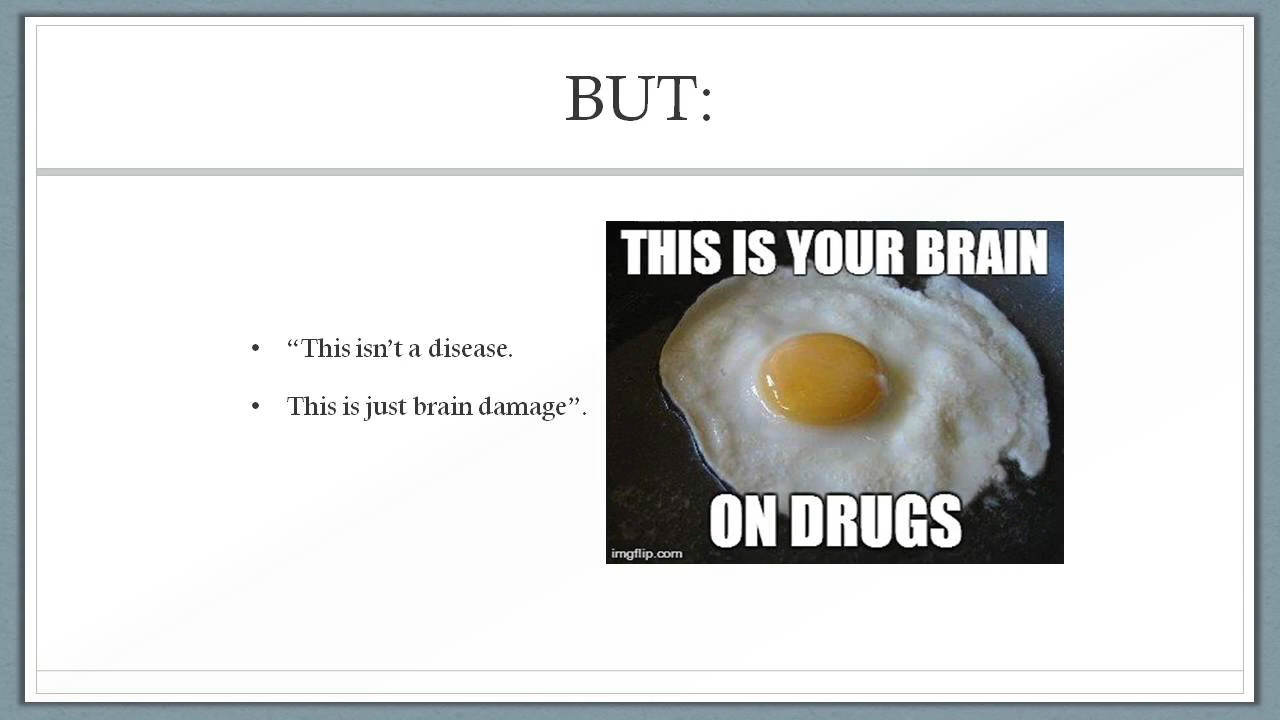 BUT:
• “This isn’t a disease.
• This is just brain damage”.
THIS IS YOUR BRAIN
ON DRUGS
imgflip.com